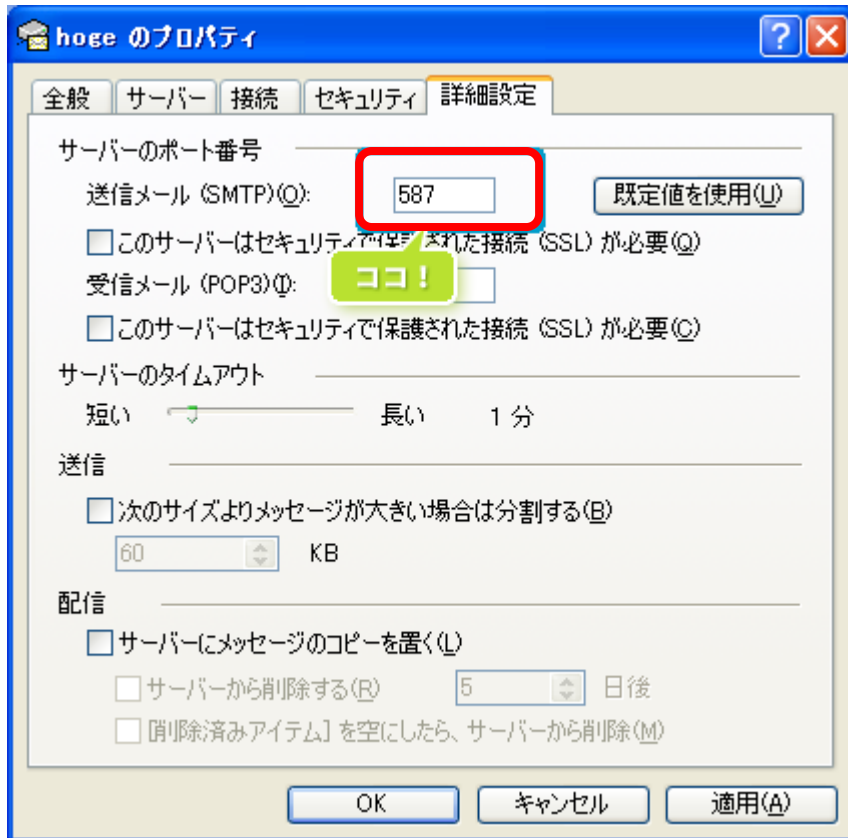 hoge のプロパティ
全般 サーバー 接続 セキュリティ 詳細設定
サーバーのポート番号
送信メール (SMTP)(O): 587 既定値を使用(U)
このサーバーはセキュリティで保護された接続 (SSL) が必要(Q)
ココ！
受信メール (POP3)(I):
このサーバーはセキュリティで保護された接続 (SSL) が必要(C)
サーバーのタイムアウト
短い 長い 1 分
送信
次のサイズよりメッセージが大きい場合は分割する(B)
60 KB
配信
サーバーにメッセージのコピーを置く(L)
サーバーから削除する(R) 5 日後
[削除済みアイテム] を空にしたら、サーバーから削除(M)
OK キャンセル 適用(A)